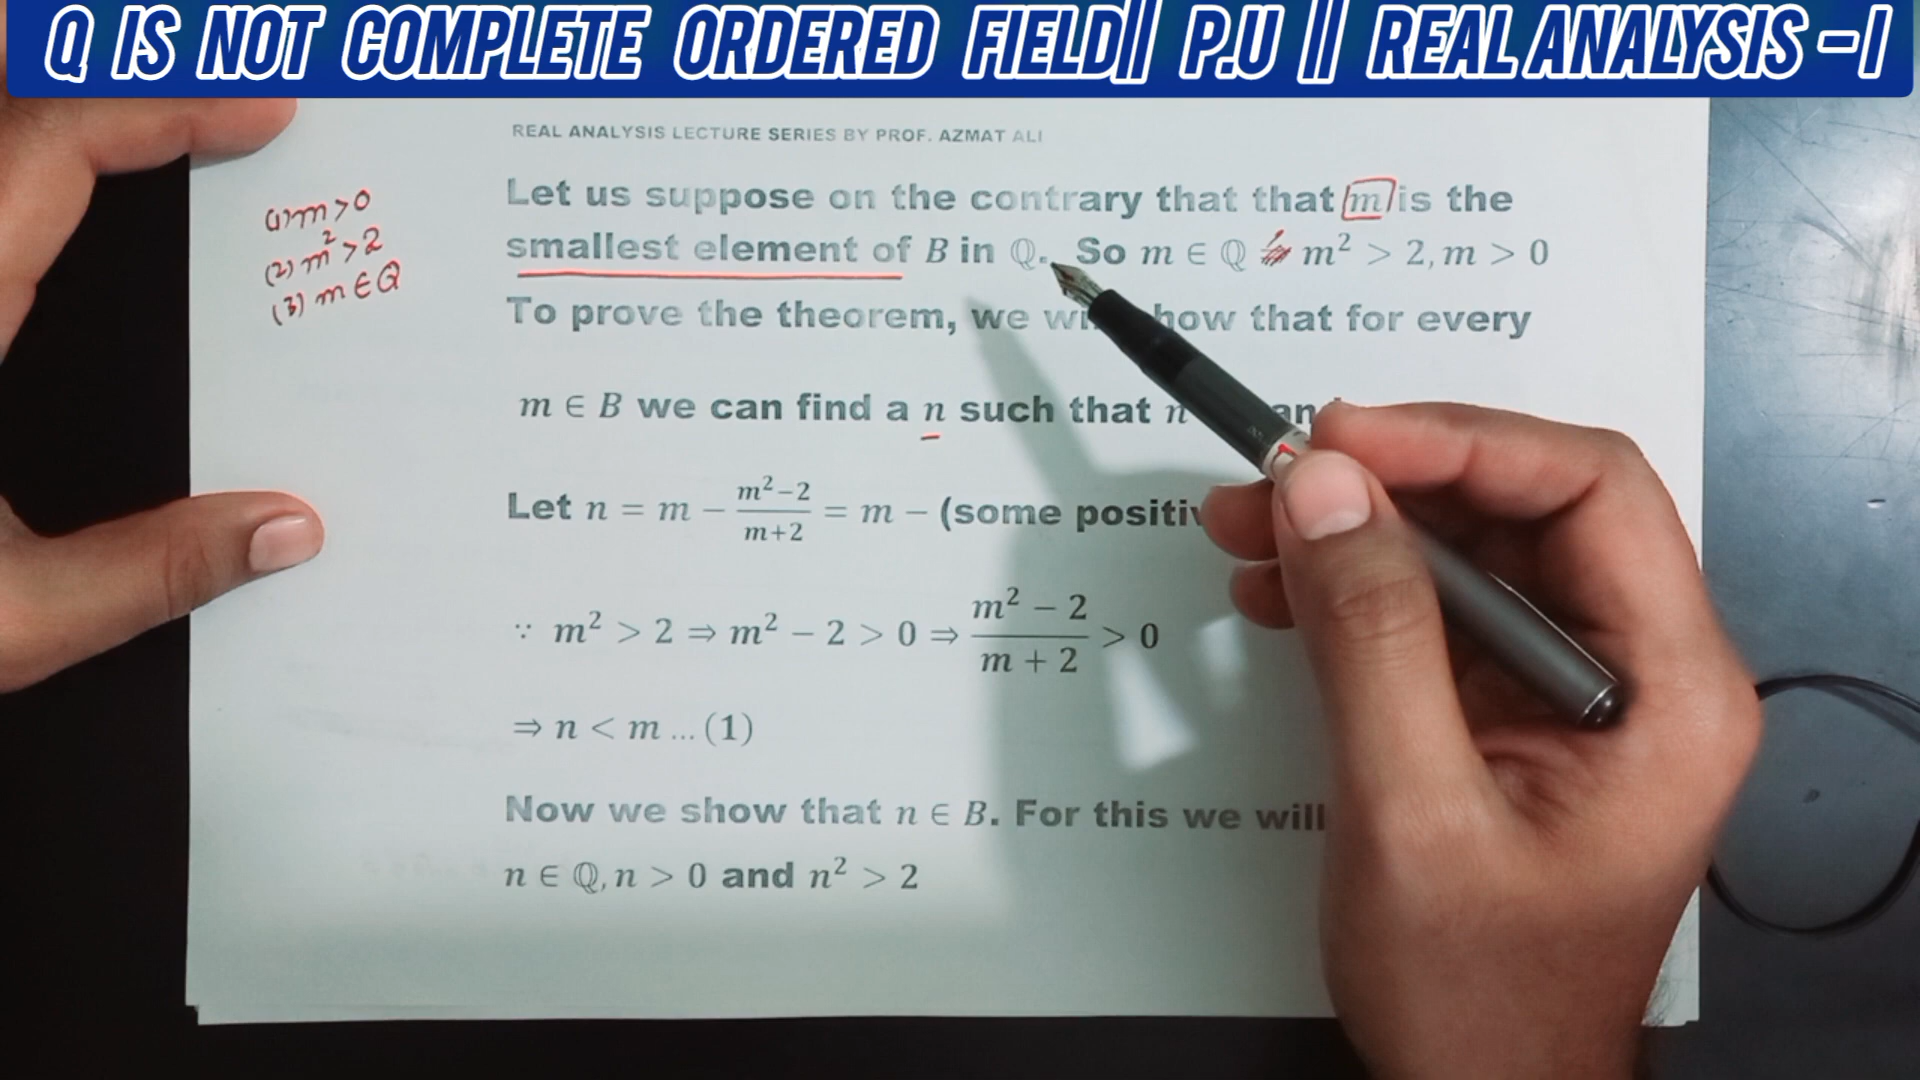 Q IS NOT COMPLETE ORDERED FIELD|| P.U || REAL ANALYSIS -I
REAL ANALYSIS LECTURE SERIES BY PROF. AZMAT ALI
(1) m > 0
(2) m² > 2
(3) m ∈ Q
Let us suppose on the contrary that that m is the
smallest element of B in ℚ. So m ∈ ℚ m² > 2, m > 0
To prove the theorem, we show that for every
m ∈ B we can find a n such that n
Let n = m − (m²−2)/(m+2) = m − (some
∵ m² > 2 ⇒ m² − 2 > 0 ⇒ (m² − 2)/(m + 2) > 0
⇒ n < m … (1)
Now we show that n ∈ B. For this we will
n ∈ ℚ, n > 0 and n² > 2